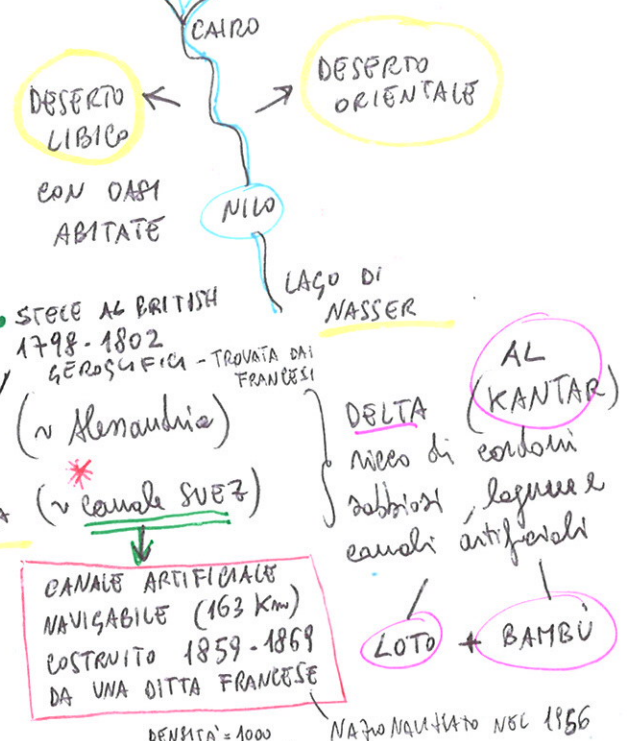 CAIRO
DESERTO
LIBICO
DESERTO
ORIENTALE
CON OASI
ABITATE
NILO
LAGO DI
NASSER
STELE AL BRITISH
1798-1802
GEROGLIFICI - TROVATA DAI
FRANCESI
(~ Alessandria)
* (~ canale SUEZ)
CANALE ARTIFICIALE
NAVIGABILE (163 Km)
COSTRUITO 1859-1869
DA UNA DITTA FRANCESE
NAZIONALIZZATO NEL 1956
DENSITA' = 1000
AL
(KANTAR)
DELTA
ricco di cordoni
sabbiosi, lagune e
canali artificiali
LOTO + BAMBÙ